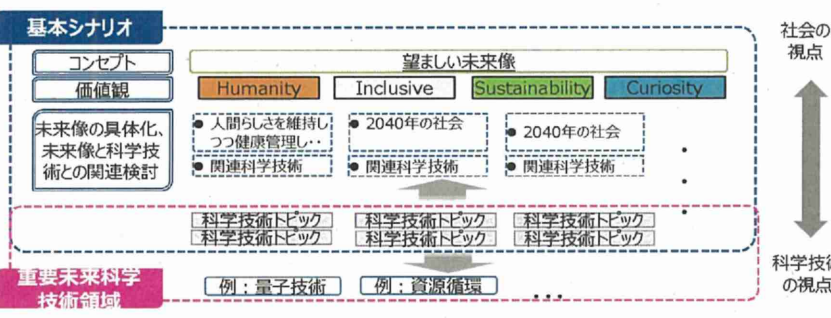 基本シナリオ
社会の
視点
コンセプト
望ましい未来像
価値観
Humanity
Inclusive
Sustainability
Curiosity
未来像の具体化、
未来像と科学技
術との関連検討
● 人間らしさを維持し
つつ健康管理し‥
● 関連科学技術
● 2040年の社会
● 関連科学技術
● 2040年の社会
● 関連科学技術
科学技術トピック
科学技術トピック
科学技術トピック
科学技術トピック
科学技術トピック
科学技術トピック
科学技術
の視点
重要未来科学
技術領域
例：量子技術
例：資源循環
...